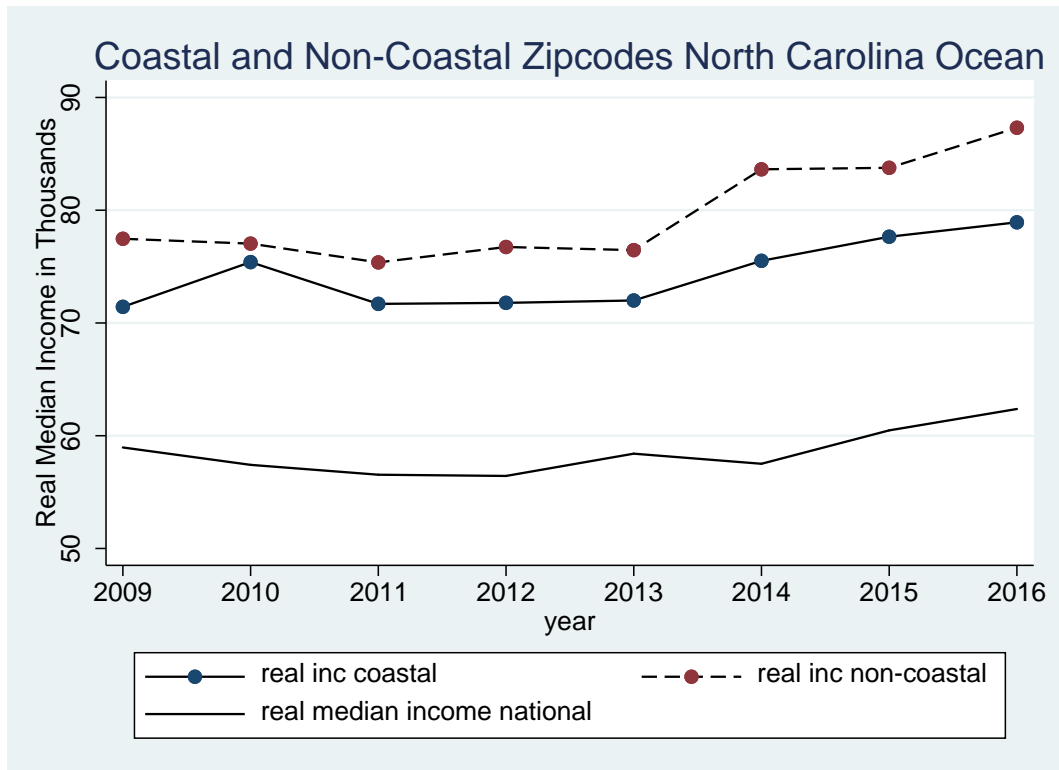 Coastal and Non-Coastal Zipcodes North Carolina Ocean
Real Median Income in Thousands
90
80
70
60
50
2009 2010 2011 2012 2013 2014 2015 2016
year
real inc coastal real inc non-coastal
real median income national